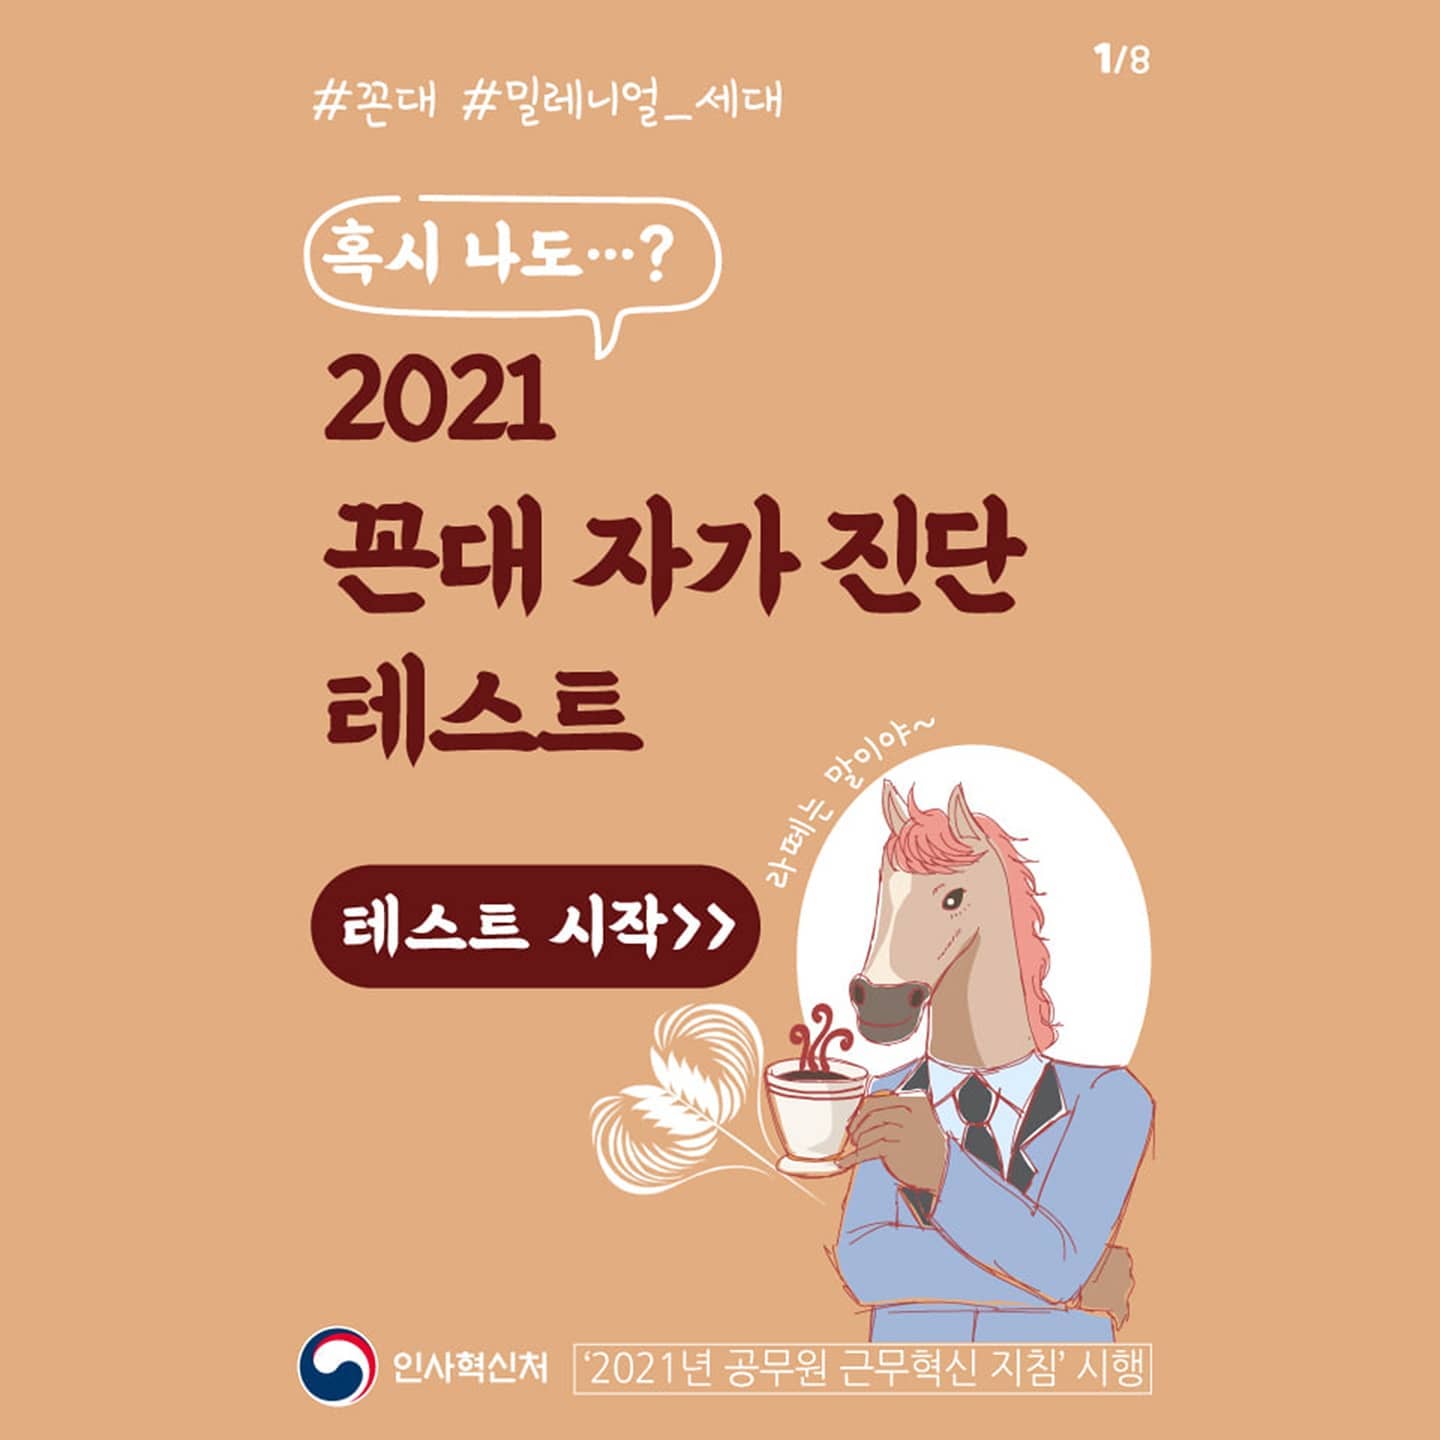 1/8
#꼰대 #밀레니얼_세대
혹시 나도…?
2021
꼰대 자가 진단
테스트
라떼는 말이야~
테스트 시작>>
인사혁신처
‘2021년 공무원 근무혁신 지침’ 시행